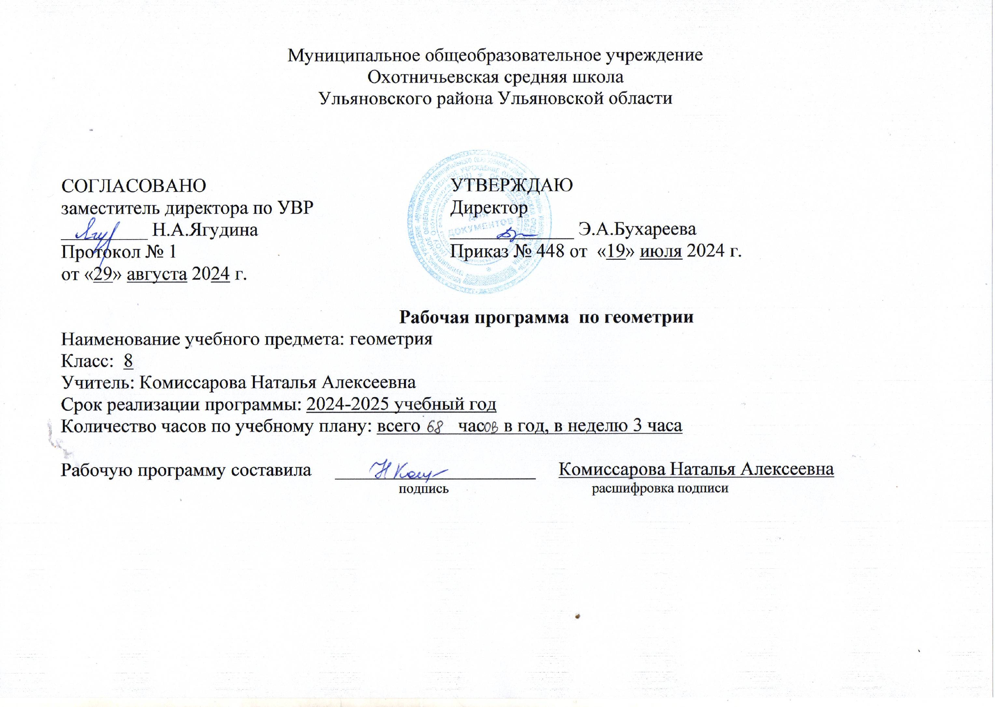 Муниципальное общеобразовательное учреждение
Охотничьевская средняя школа
Ульяновского района Ульяновской области
СОГЛАСОВАНО
заместитель директора по УВР
Н.А.Ягудина
Протокол № 1
от «29» августа 2024 г.
УТВЕРЖДАЮ
Директор
Э.А.Бухареева
Приказ № 448 от «19» июля 2024 г.
ДЛЯ
ДОКУМЕНТОВ
Рабочая программа по геометрии
Наименование учебного предмета: геометрия
Класс: 8
Учитель: Комиссарова Наталья Алексеевна
Срок реализации программы: 2024-2025 учебный год
Количество часов по учебному плану: всего 68 часов в год, в неделю 3 часа
Рабочую программу составила Комиссарова Наталья Алексеевна
подпись расшифровка подписи